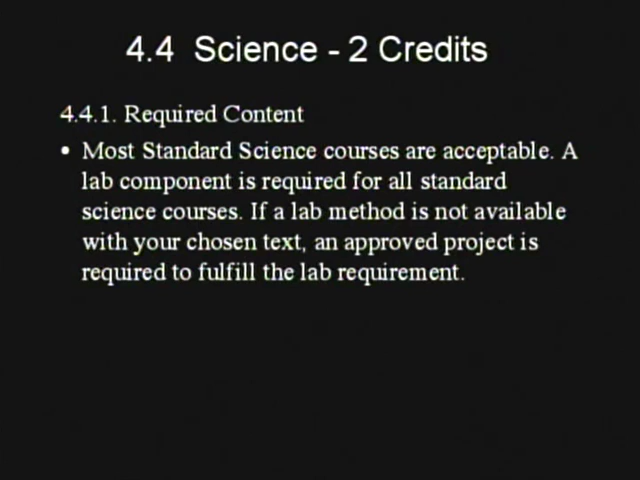 4.4 Science - 2 Credits
4.4.1. Required Content
• Most Standard Science courses are acceptable. A
lab component is required for all standard
science courses. If a lab method is not available
with your chosen text, an approved project is
required to fulfill the lab requirement.